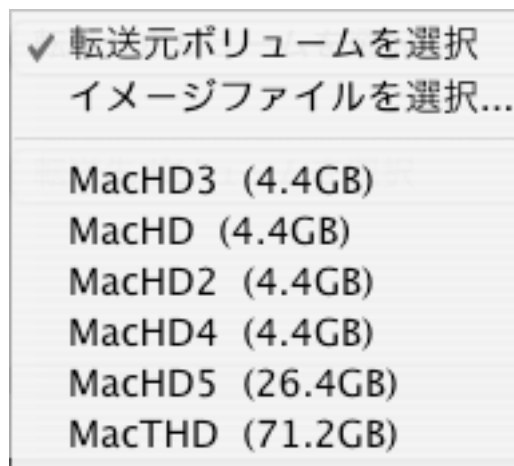 ✓ 転送元ボリュームを選択
イメージファイルを選択...
MacHD3 (4.4GB)
MacHD (4.4GB)
MacHD2 (4.4GB)
MacHD4 (4.4GB)
MacHD5 (26.4GB)
MacTHD (71.2GB)